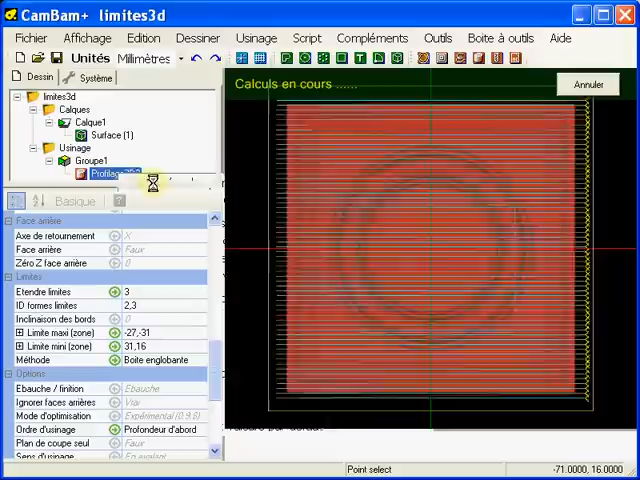 CamBam+ limites3d
Fichier Affichage Edition Dessiner Usinage Script Compléments Outils Boite à outils Aide
Unités Millimètres
Dessin Système
Calculs en cours ...... Annuler
limites3d
Calques
Calque1
Surface (1)
Usinage
Groupe1
Basique
Face arrière
Axe de retournement X
Face arrière Faux
Zéro Z face arrière 0
Limites
Etendre limites 3
ID formes limites 2,3
Inclinaison des bords 0
Limite maxi (zone) -27,-31
Limite mini (zone) 31,16
Méthode Boite englobante
Options
Ebauche / finition Ebauche
Ignorer faces arrières Vrai
Mode d'optimisation Expérimental (0.9.8)
Ordre d'usinage Profondeur d'abord
Plan de coupe seul Faux
Sens d'usinage En avalant
Point select -71.0000, 16.0000